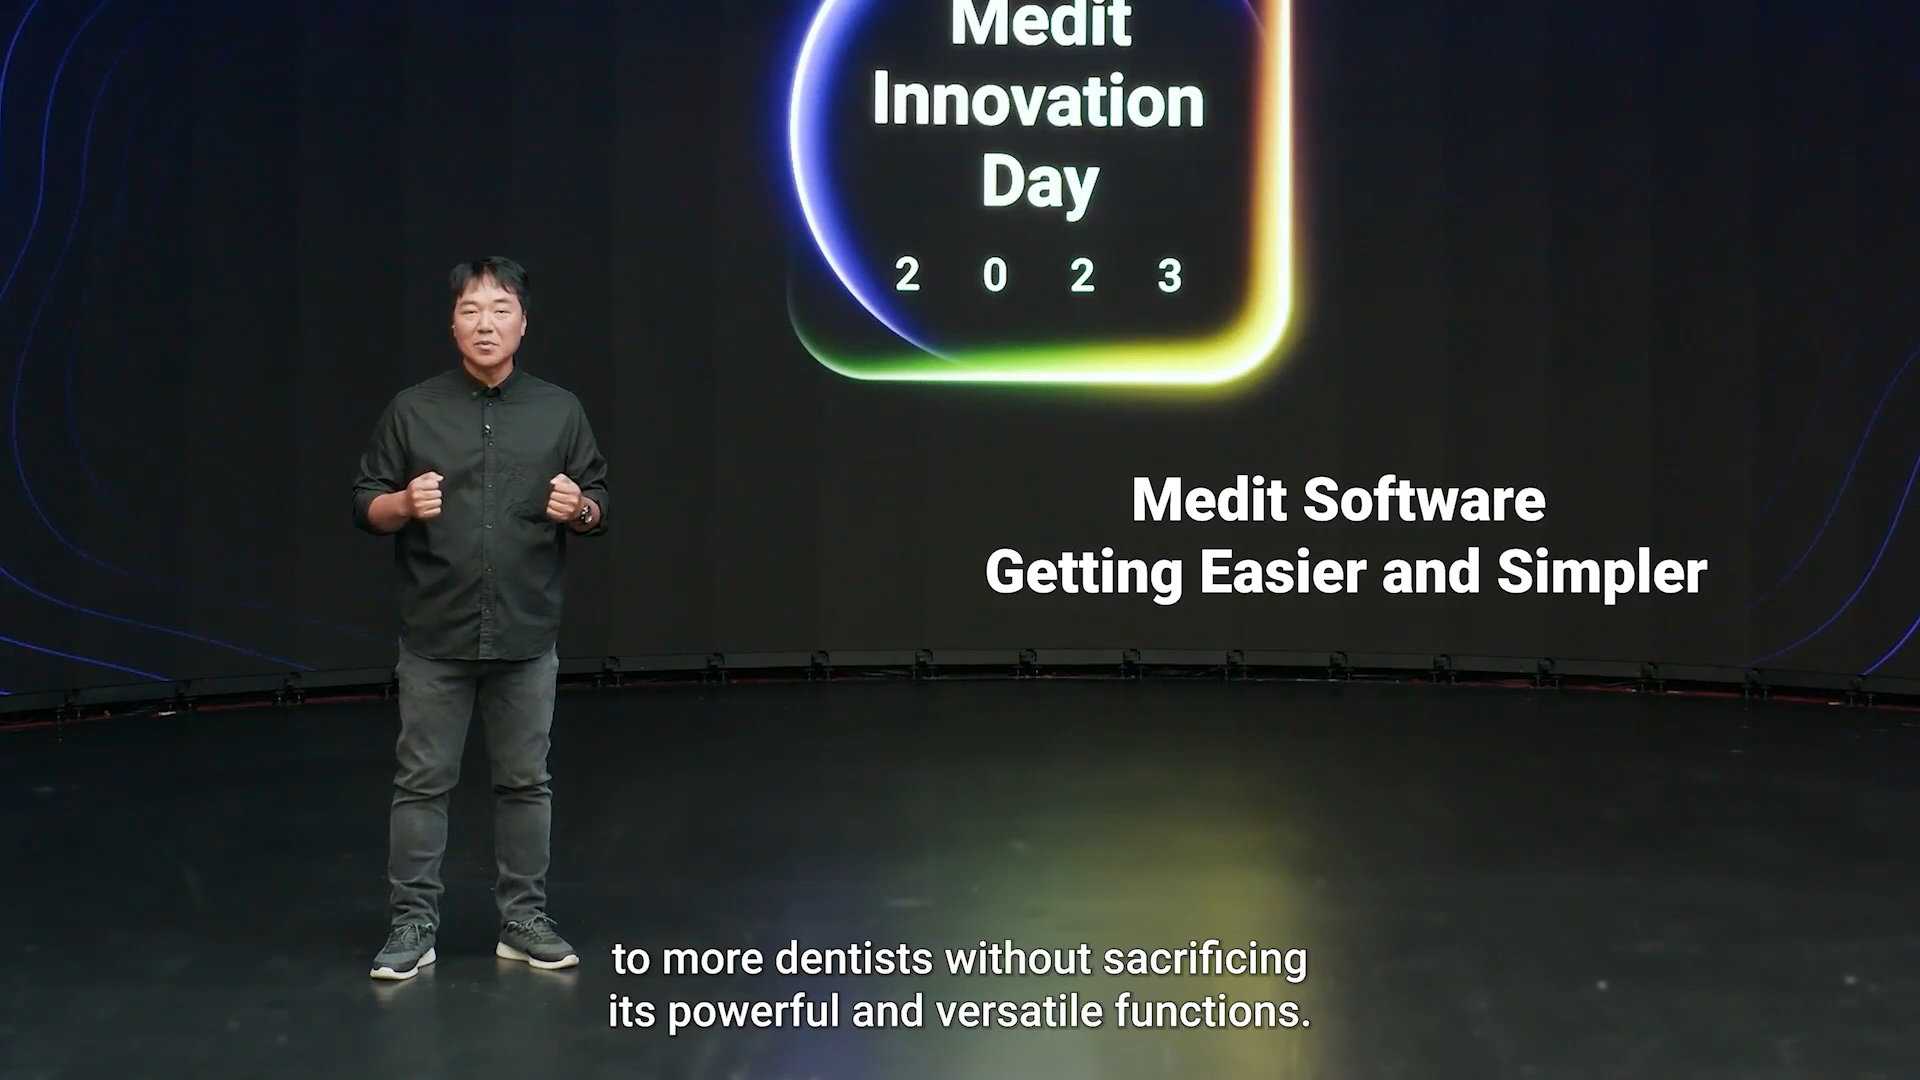 Medit
Innovation
Day
2 0 2 3
Medit Software
Getting Easier and Simpler
to more dentists without sacrificing
its powerful and versatile functions.